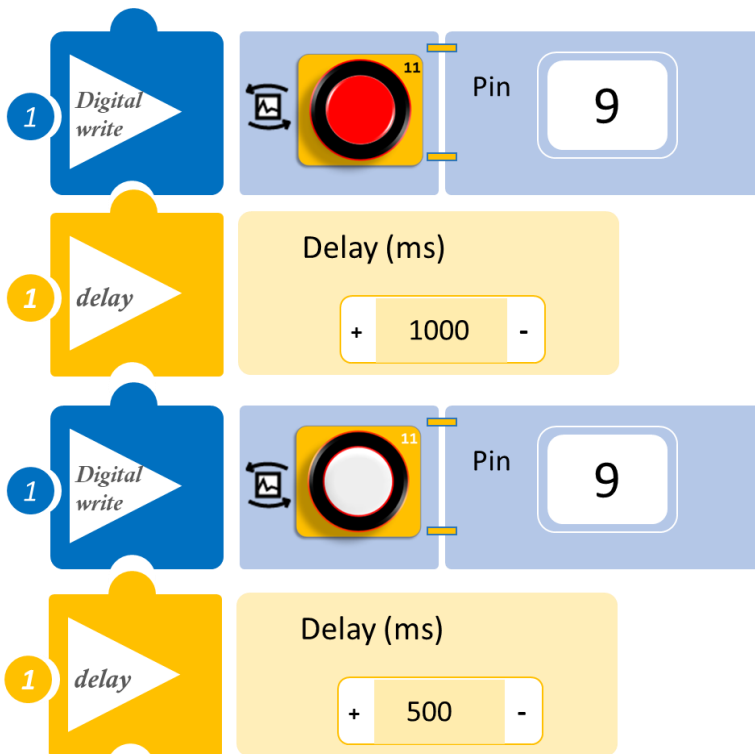 1
Digital
write
11
Pin
9
1
delay
Delay (ms)
+ 1000 -
1
Digital
write
11
Pin
9
1
delay
Delay (ms)
+ 500 -